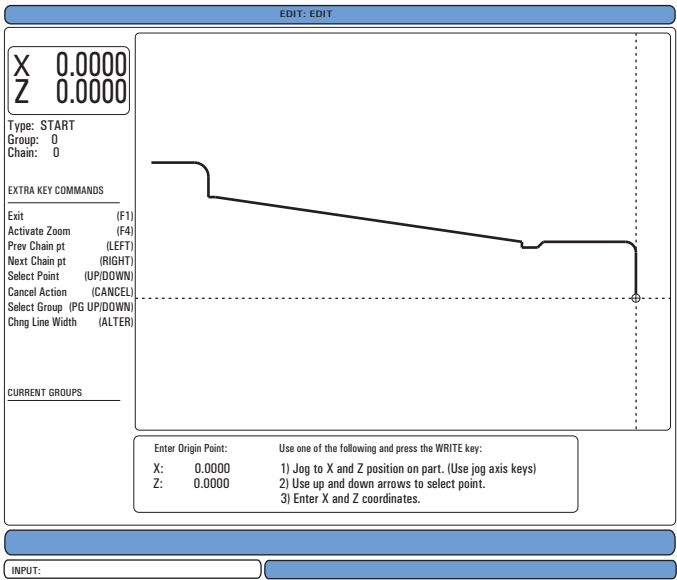 EDIT: EDIT
X 0.0000
Z 0.0000
Type: START
Group: 0
Chain: 0
EXTRA KEY COMMANDS
Exit (F1)
Activate Zoom (F4)
Prev Chain pt (LEFT)
Next Chain pt (RIGHT)
Select Point (UP/DOWN)
Cancel Action (CANCEL)
Select Group (PG UP/DOWN)
Chng Line Width (ALTER)
CURRENT GROUPS
Enter Origin Point: Use one of the following and press the WRITE key:
X: 0.0000 1) Jog to X and Z position on part. (Use jog axis keys)
Z: 0.0000 2) Use up and down arrows to select point.
3) Enter X and Z coordinates.
INPUT: